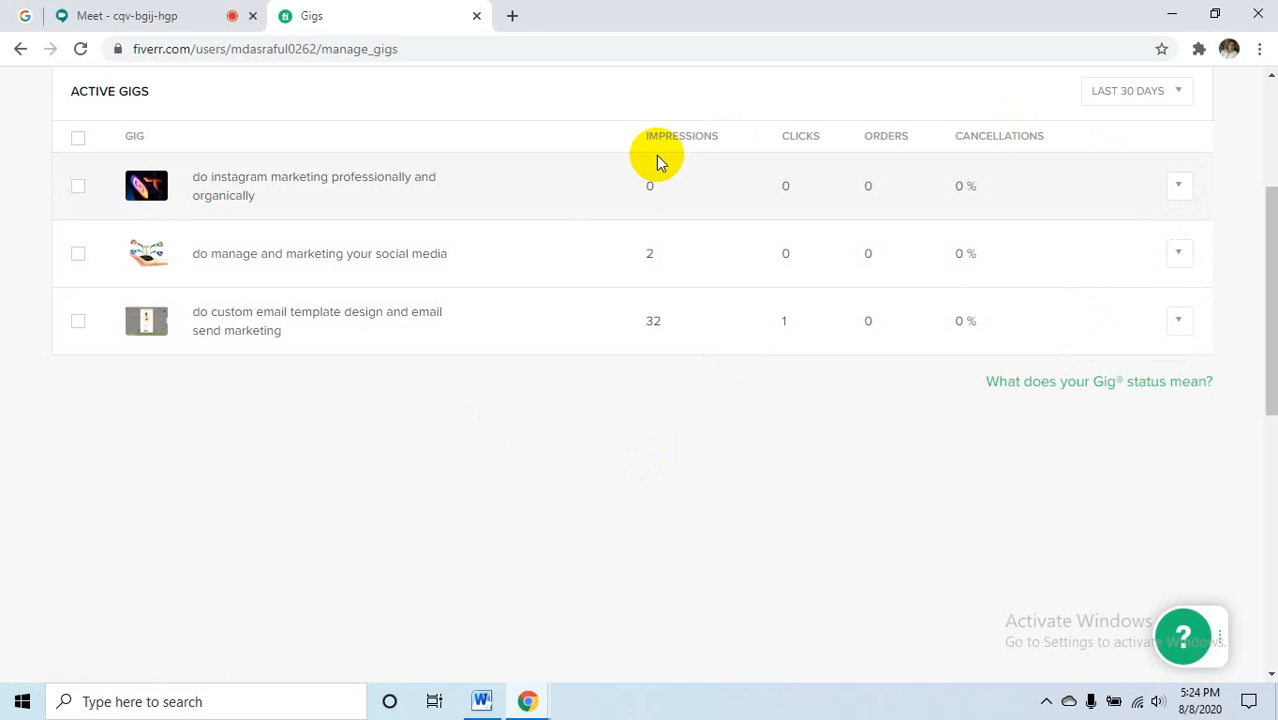 Meet - cqv-bgij-hgp
Gigs
fiverr.com/users/mdasraful0262/manage_gigs
ACTIVE GIGS
LAST 30 DAYS
GIG IMPRESSIONS CLICKS ORDERS CANCELLATIONS
do instagram marketing professionally and
organically
0 0 0 0 %
do manage and marketing your social media 2 0 0 0 %
do custom email template design and email
send marketing
32 1 0 0 %
What does your Gig® status mean?
Activate Windows
Go to Settings to activate Windows.
?
Type here to search
5:24 PM
8/8/2020